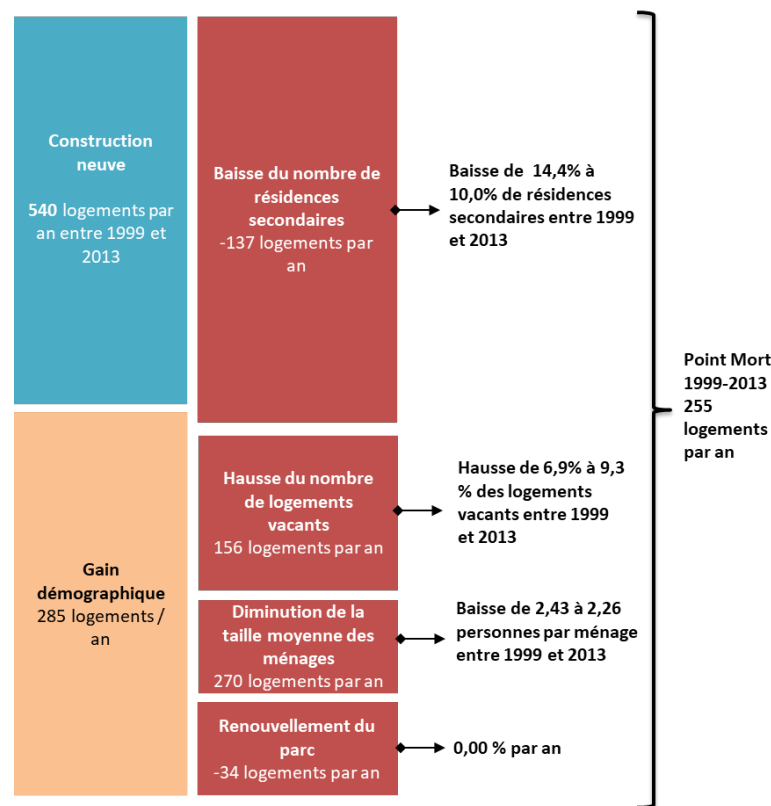 Construction
neuve
540 logements par
an entre 1999 et
2013
Gain
démographique
285 logements /
an
Baisse du nombre de
résidences
secondaires
-137 logements par
an
Hausse du nombre
de logements
vacants
156 logements par an
Diminution de la
taille moyenne des
ménages
270 logements par an
Renouvellement du
parc
-34 logements par an
Baisse de 14,4% à
10,0% de résidences
secondaires entre 1999
et 2013
Hausse de 6,9% à 9,3
% des logements
vacants entre 1999
et 2013
Baisse de 2,43 à 2,26
personnes par ménage
entre 1999 et 2013
0,00 % par an
Point Mort
1999-2013
255
logements
par an